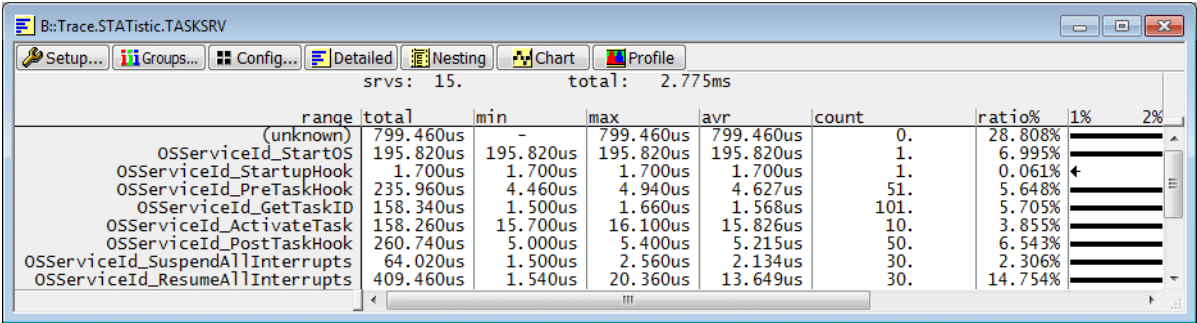 B::Trace.STATistic.TASKSRV
Setup... Groups... Config... Detailed Nesting Chart Profile
srvs: 15. total: 2.775ms
range total min max avr count ratio% 1% 2%
(unknown) 799.460us - 799.460us 799.460us 0. 28.808%
OSServiceId_StartOS 195.820us 195.820us 195.820us 195.820us 1. 6.995%
OSServiceId_StartupHook 1.700us 1.700us 1.700us 1.700us 1. 0.061%
OSServiceId_PreTaskHook 235.960us 4.460us 4.940us 4.627us 51. 5.648%
OSServiceId_GetTaskID 158.340us 1.500us 1.660us 1.568us 101. 5.705%
OSServiceId_ActivateTask 158.260us 15.700us 16.100us 15.826us 10. 3.855%
OSServiceId_PostTaskHook 260.740us 5.000us 5.400us 5.215us 50. 6.543%
OSServiceId_SuspendAllInterrupts 64.020us 1.500us 2.560us 2.134us 30. 2.306%
OSServiceId_ResumeAllInterrupts 409.460us 1.540us 20.360us 13.649us 30. 14.754%